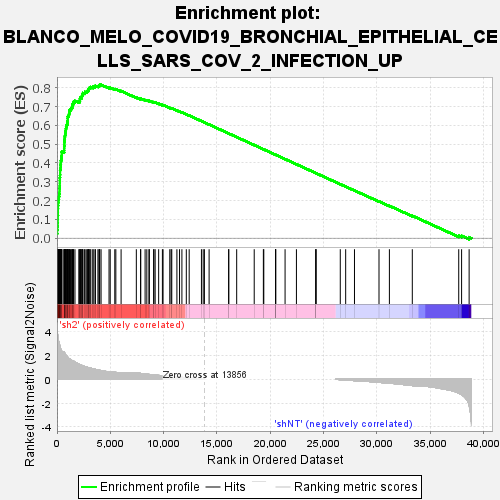 Enrichment plot:
BLANCO_MELO_COVID19_BRONCHIAL_EPITHELIAL_CE
LLS_SARS_COV_2_INFECTION_UP
Enrichment score (ES)
0.8
0.7
0.6
0.5
0.4
0.3
0.2
0.1
0.0
'sh2' (positively correlated)
Ranked list metric (Signal2Noise)
4
2
0
-2
-4
Zero cross at 13856
'shNT' (negatively correlated)
0
5,000
10,000
15,000
20,000
25,000
30,000
35,000
40,000
Rank in Ordered Dataset
Enrichment profile
Hits
Ranking metric scores